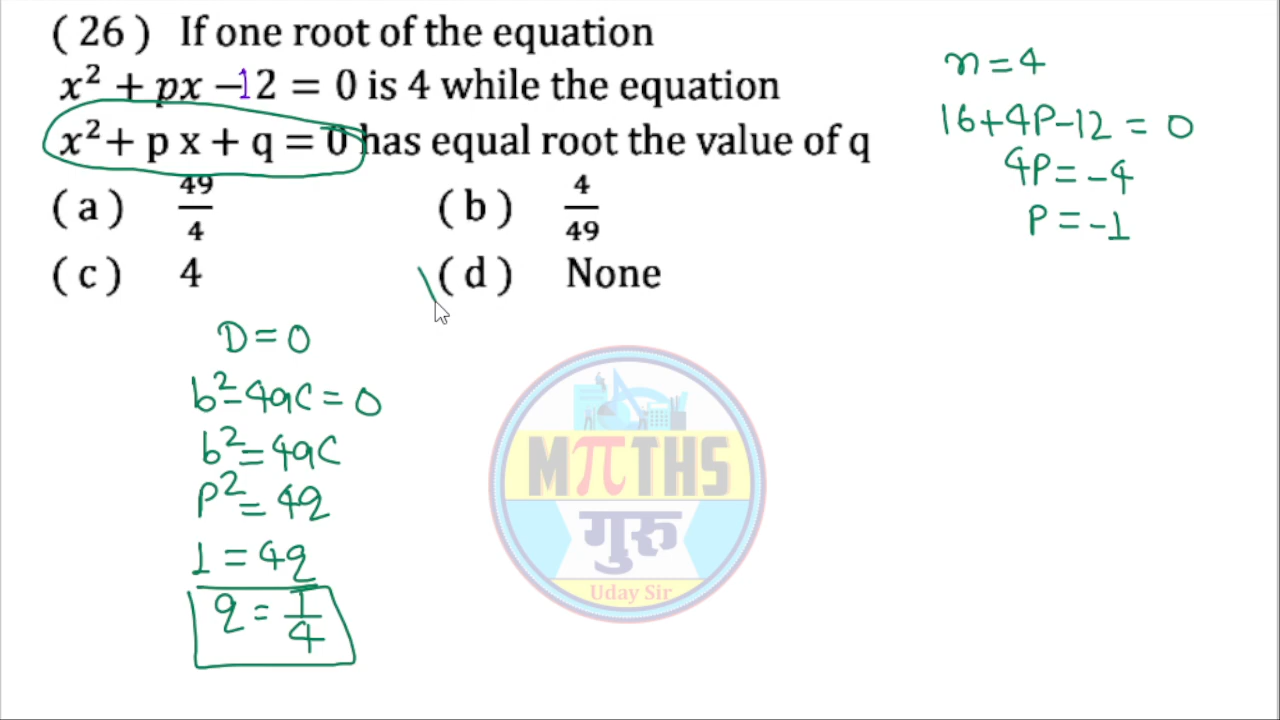 ( 26 ) If one root of the equation
x² + px −12 = 0 is 4 while the equation
x² + p x + q = 0 has equal root the value of q
( a ) 49/4 ( b ) 4/49
( c ) 4 ( d ) None
x = 4
16+4P−12 = 0
4P = −4
P = −1
D = 0
b²−4ac = 0
b² = 4ac
P² = 4q
1 = 4q
q = 1/4
MπTHS
गुरु
Uday Sir